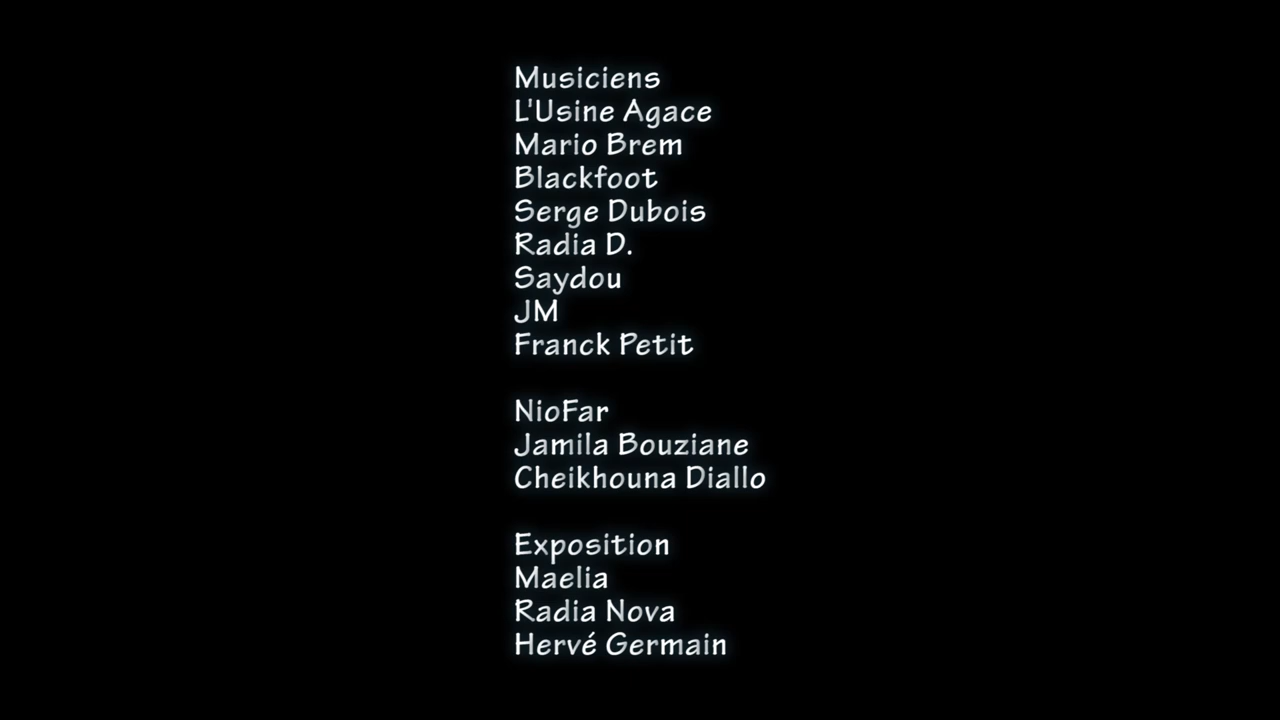 Musiciens
L'Usine Agace
Mario Brem
Blackfoot
Serge Dubois
Radia D.
Saydou
JM
Franck Petit
NioFar
Jamila Bouziane
Cheikhouna Diallo
Exposition
Maelia
Radia Nova
Hervé Germain